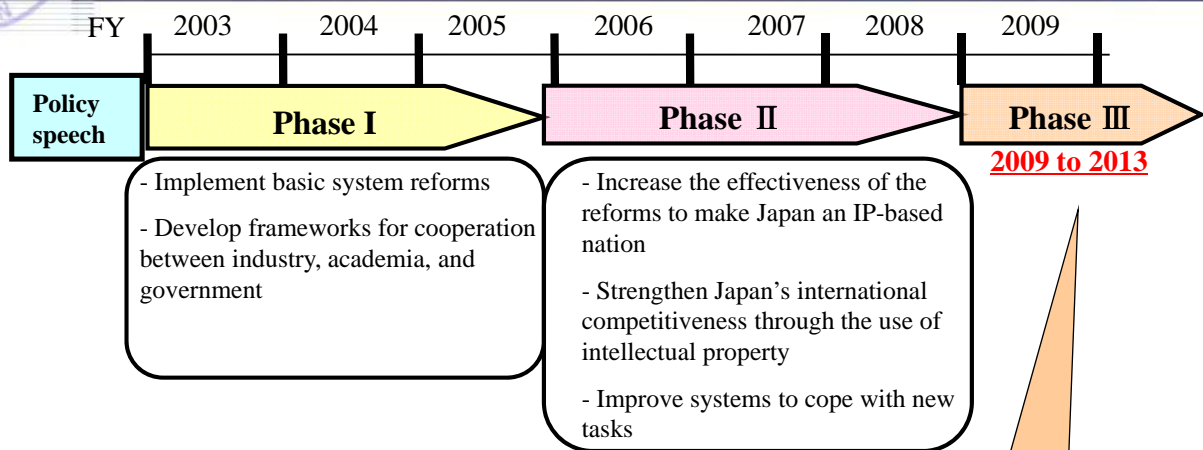 FY 2003 2004 2005 2006 2007 2008 2009
Policy
speech
Phase I
Phase Ⅱ
Phase Ⅲ
2009 to 2013
- Implement basic system reforms
- Develop frameworks for cooperation
between industry, academia, and
government
- Increase the effectiveness of the
reforms to make Japan an IP-based
nation
- Strengthen Japan’s international
competitiveness through the use of
intellectual property
- Improve systems to cope with new
tasks